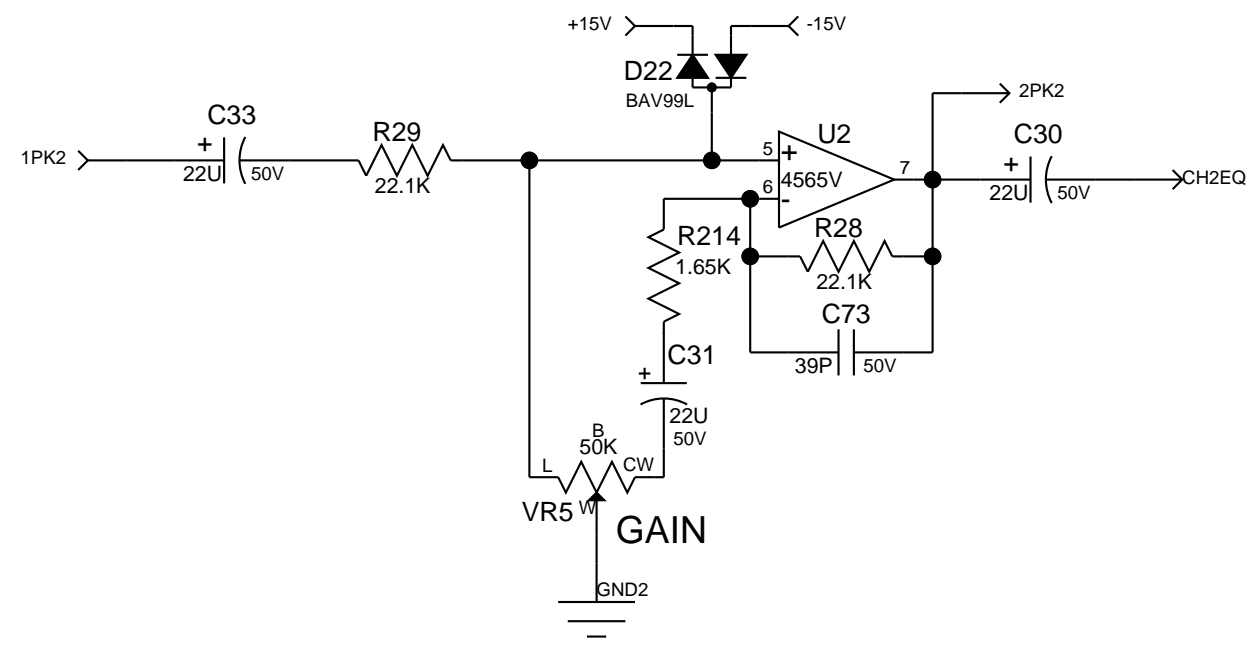 +15V
-15V
D22
BAV99L
2PK2
C33
+
22U
50V
1PK2
R29
22.1K
5
+
U2
4565V
6
-
7
C30
+
22U
50V
CH2EQ
R214
1.65K
R28
22.1K
C73
39P
50V
C31
+
22U
50V
B
50K
L
CW
VR5
W
GAIN
GND2